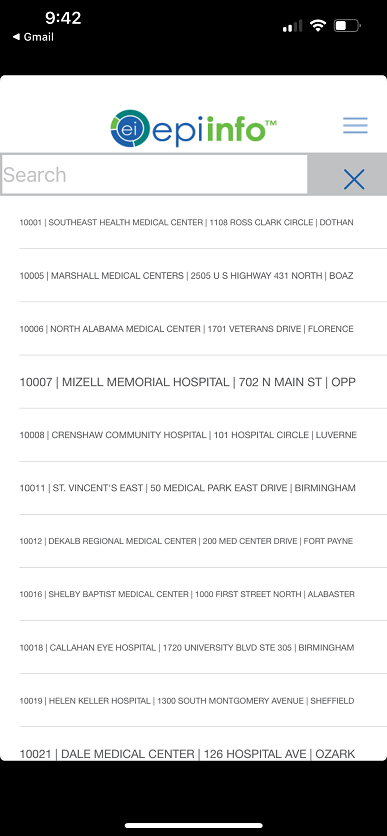 9:42
◀ Gmail
ei epiinfo™
Search
10001 | SOUTHEAST HEALTH MEDICAL CENTER | 1108 ROSS CLARK CIRCLE | DOTHAN
10005 | MARSHALL MEDICAL CENTERS | 2505 U S HIGHWAY 431 NORTH | BOAZ
10006 | NORTH ALABAMA MEDICAL CENTER | 1701 VETERANS DRIVE | FLORENCE
10007 | MIZELL MEMORIAL HOSPITAL | 702 N MAIN ST | OPP
10008 | CRENSHAW COMMUNITY HOSPITAL | 101 HOSPITAL CIRCLE | LUVERNE
10011 | ST. VINCENT'S EAST | 50 MEDICAL PARK EAST DRIVE | BIRMINGHAM
10012 | DEKALB REGIONAL MEDICAL CENTER | 200 MED CENTER DRIVE | FORT PAYNE
10016 | SHELBY BAPTIST MEDICAL CENTER | 1000 FIRST STREET NORTH | ALABASTER
10018 | CALLAHAN EYE HOSPITAL | 1720 UNIVERSITY BLVD STE 305 | BIRMINGHAM
10019 | HELEN KELLER HOSPITAL | 1300 SOUTH MONTGOMERY AVENUE | SHEFFIELD
10021 | DALE MEDICAL CENTER | 126 HOSPITAL AVE | OZARK